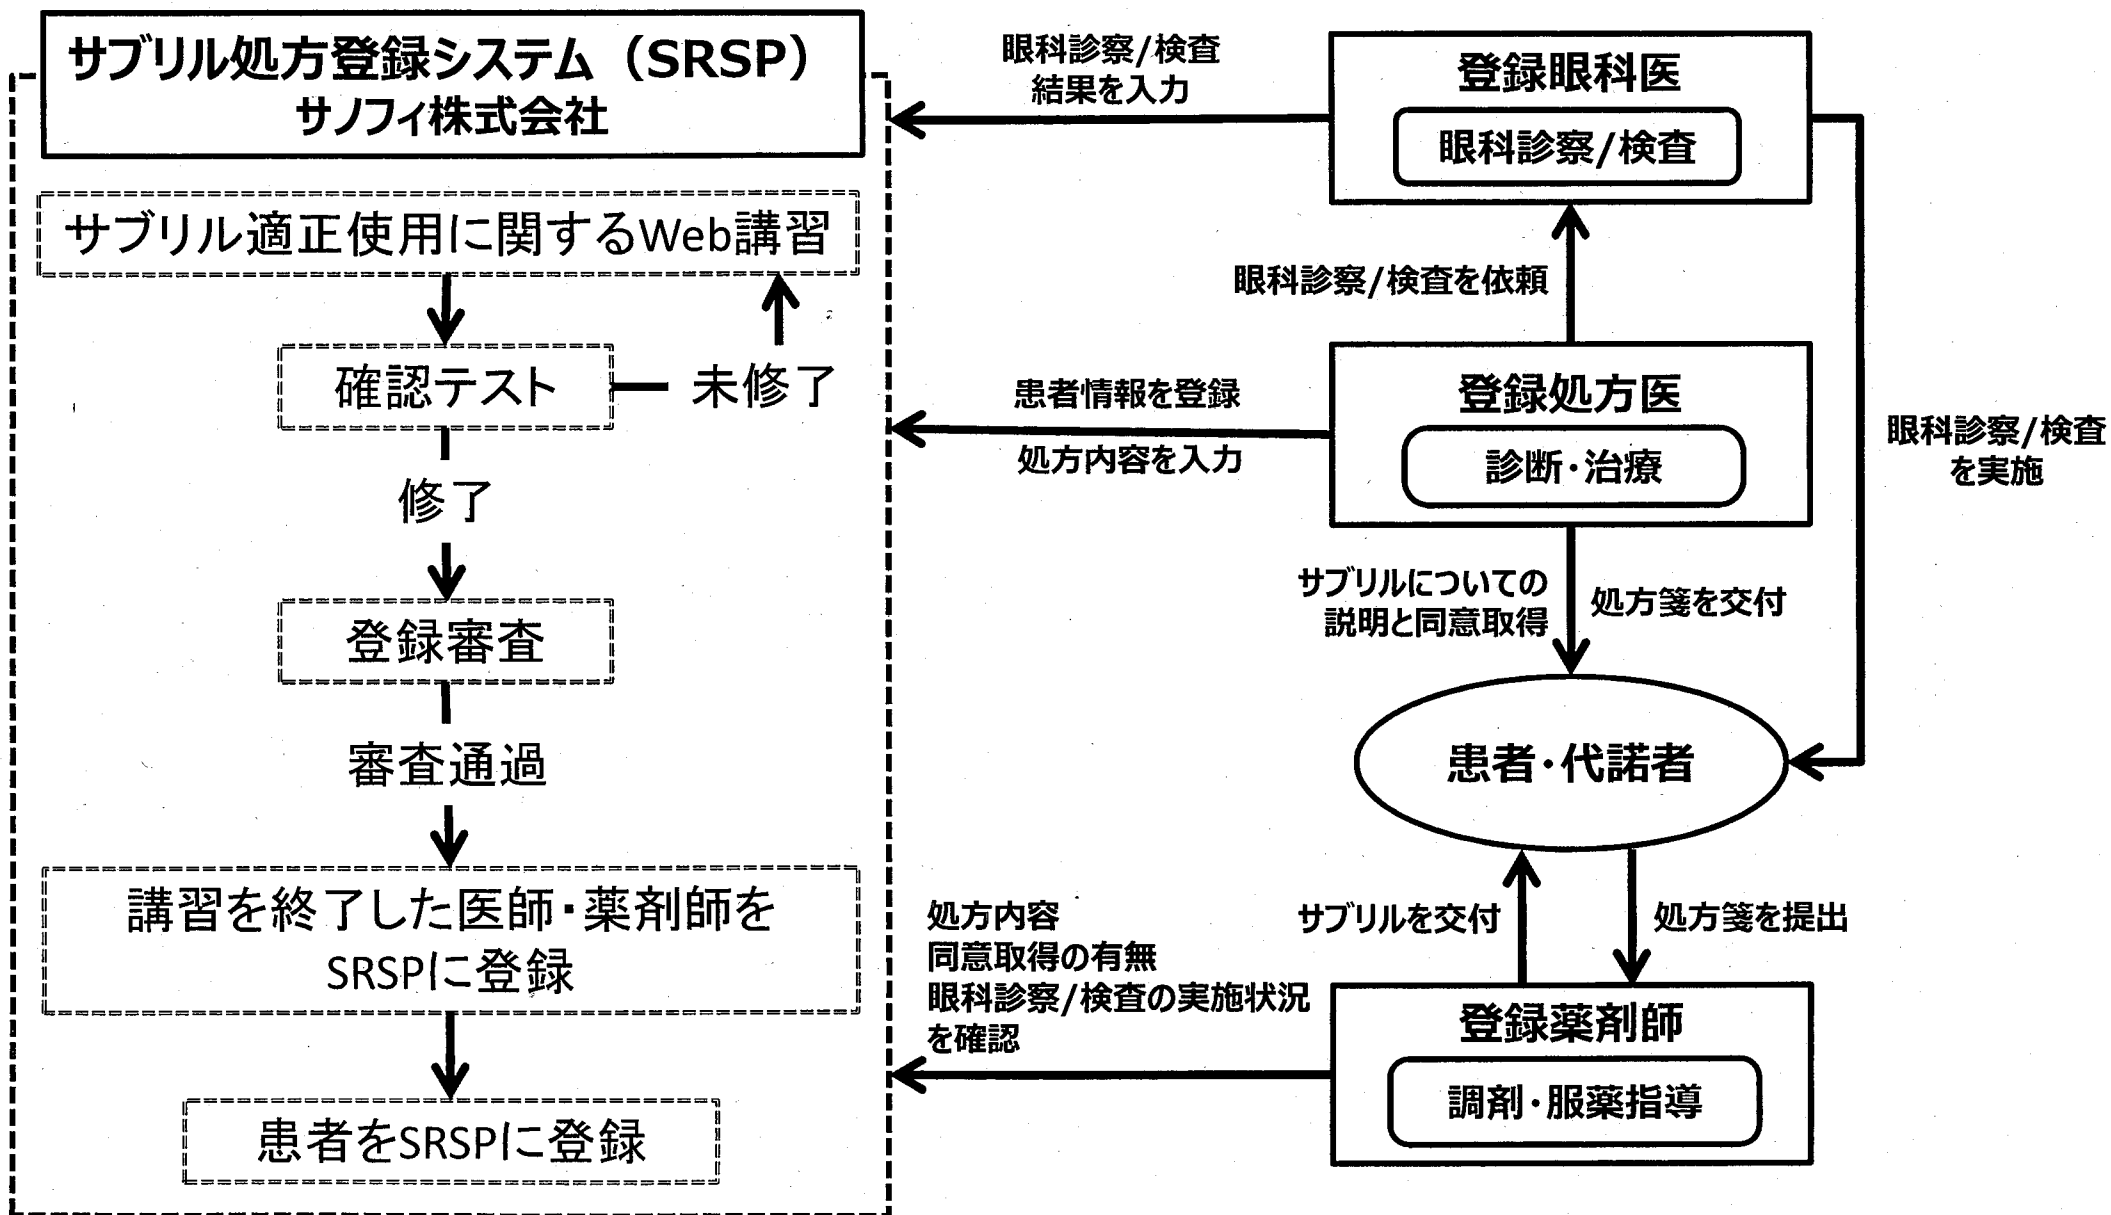 サブリル処方登録システム（SRSP）
サノフィ株式会社
サブリル適正使用に関するWeb講習
確認テスト
未修了
修了
登録審査
審査通過
講習を終了した医師・薬剤師を
SRSPに登録
患者をSRSPに登録
眼科診察/検査
結果を入力
患者情報を登録
処方内容を入力
処方内容
同意取得の有無
眼科診察/検査の実施状況
を確認
登録眼科医
眼科診察/検査
眼科診察/検査を依頼
登録処方医
診断・治療
眼科診察/検査
を実施
サブリルについての
説明と同意取得
処方箋を交付
患者・代諾者
サブリルを交付
処方箋を提出
登録薬剤師
調剤・服薬指導